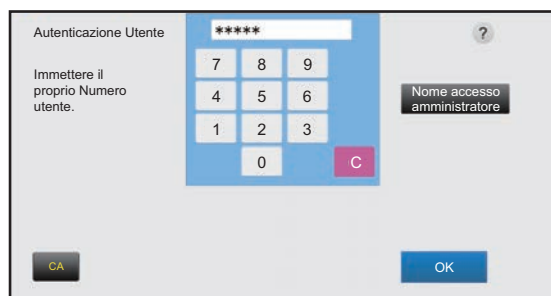 Autenticazione Utente
*****
?
Immettere il
proprio Numero
utente.
7 8 9
4 5 6
1 2 3
0 C
Nome accesso
amministratore
CA
OK